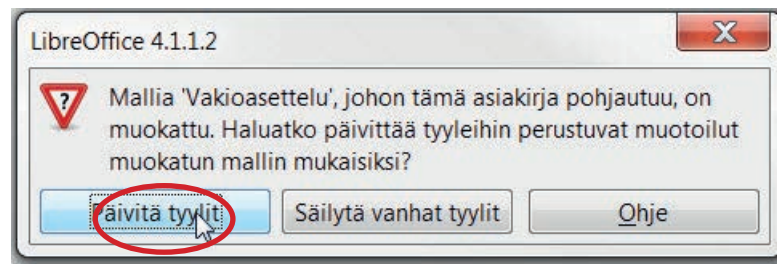 LibreOffice 4.1.1.2
Mallia 'Vakioasettelu', johon tämä asiakirja pohjautuu, on
muokattu. Haluatko päivittää tyyleihin perustuvat muotoilut
muokatun mallin mukaisiksi?
Päivitä tyylit
Säilytä vanhat tyylit
Ohje